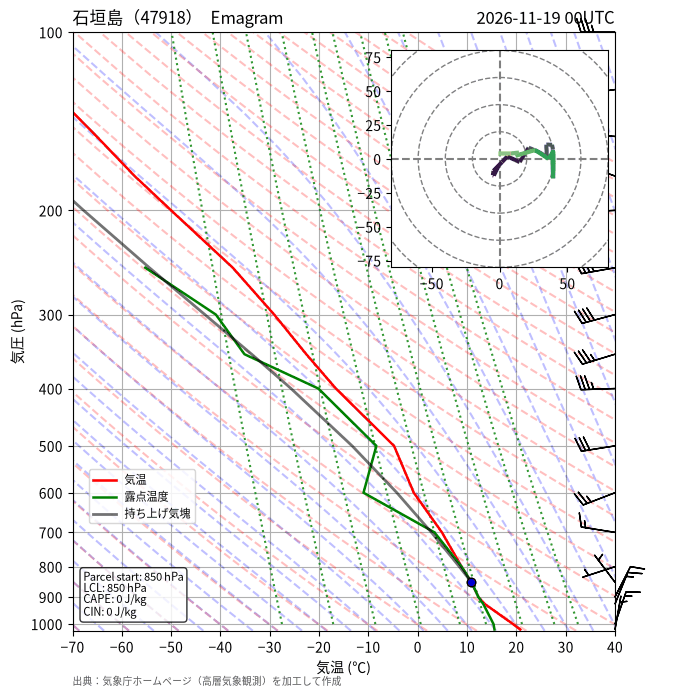 石垣島（47918） Emagram
2026-11-19 00UTC
100
200
300
400
500
600
700
800
900
1000
気圧 (hPa)
75
50
25
0
−25
−50
−75
−50
0
50
気温
露点温度
持ち上げ気塊
Parcel start: 850 hPa
LCL: 850 hPa
CAPE: 0 J/kg
CIN: 0 J/kg
−70
−60
−50
−40
−30
−20
−10
0
10
20
30
40
気温 (°C)
出典：気象庁ホームページ（高層気象観測）を加工して作成